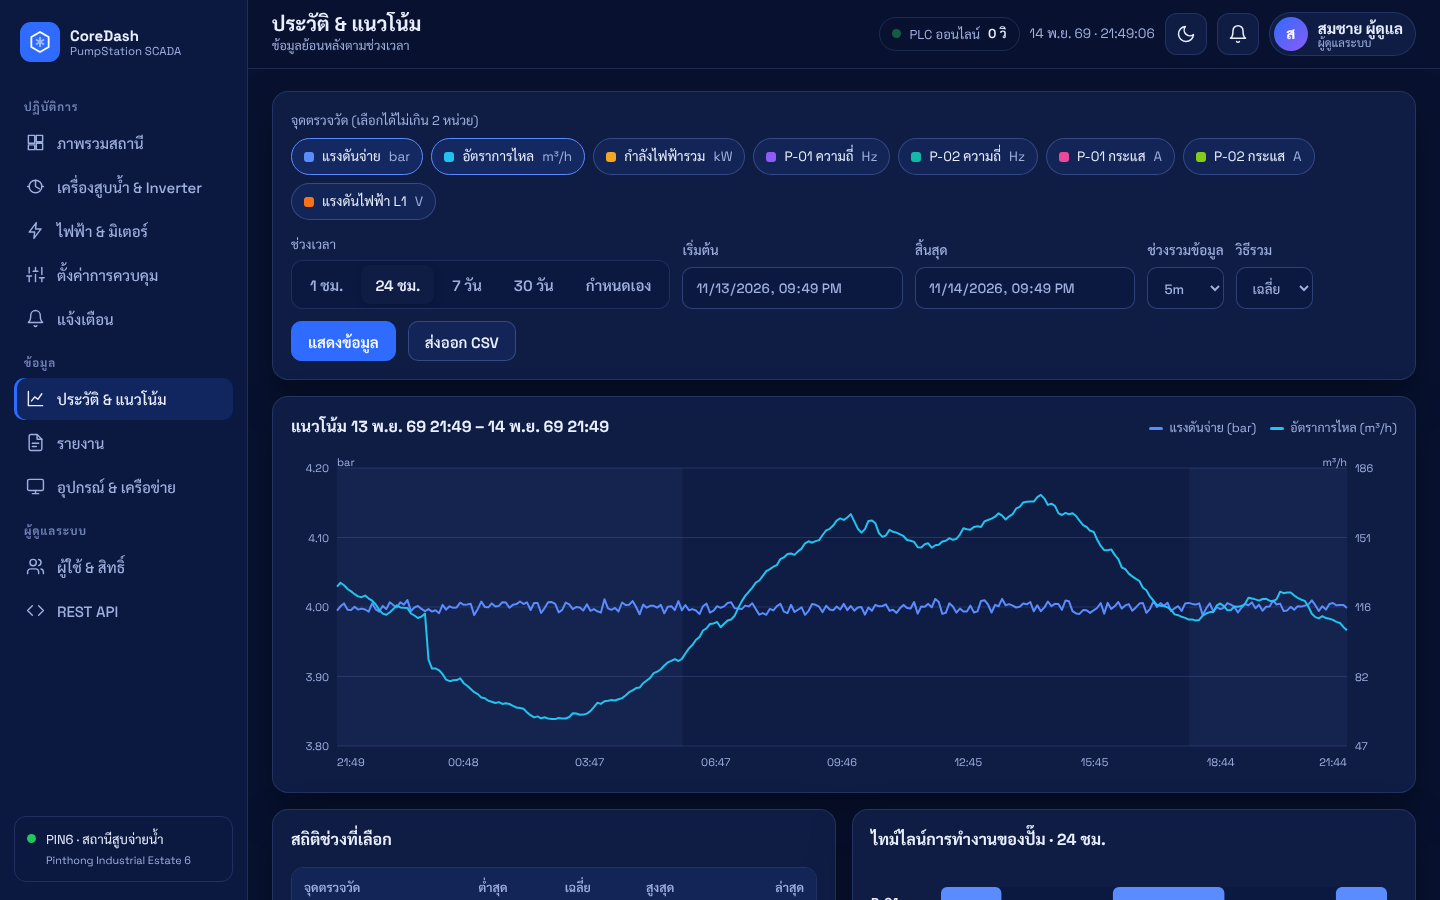 CoreDash
PumpStation SCADA
ปฏิบัติการ
ภาพรวมสถานี
เครื่องสูบน้ำ & Inverter
ไฟฟ้า & มิเตอร์
ตั้งค่าการควบคุม
แจ้งเตือน
ข้อมูล
ประวัติ & แนวโน้ม
รายงาน
อุปกรณ์ & เครือข่าย
ผู้ดูแลระบบ
ผู้ใช้ & สิทธิ์
REST API
PIN6 · สถานีสูบจ่ายน้ำ
Pinthong Industrial Estate 6
ประวัติ & แนวโน้ม
ข้อมูลย้อนหลังตามช่วงเวลา
PLC ออนไลน์ 0 วิ
14 พ.ย. 69 · 21:49:06
ส
สมชาย ผู้ดูแล
ผู้ดูแลระบบ
จุดตรวจวัด (เลือกได้ไม่เกิน 2 หน่วย)
แรงดันจ่าย bar
อัตราการไหล m³/h
กำลังไฟฟ้ารวม kW
P-01 ความถี่ Hz
P-02 ความถี่ Hz
P-01 กระแส A
P-02 กระแส A
แรงดันไฟฟ้า L1 V
ช่วงเวลา
1 ชม. 24 ชม. 7 วัน 30 วัน กำหนดเอง
เริ่มต้น
11/13/2026, 09:49 PM
สิ้นสุด
11/14/2026, 09:49 PM
ช่วงรวมข้อมูล
5m
วิธีรวม
เฉลี่ย
แสดงข้อมูล
ส่งออก CSV
แนวโน้ม 13 พ.ย. 69 21:49 – 14 พ.ย. 69 21:49
แรงดันจ่าย (bar)
อัตราการไหล (m³/h)
bar
m³/h
4.20 186
4.10 151
4.00 116
3.90 82
3.80 47
21:49 00:48 03:47 06:47 09:46 12:45 15:45 18:44 21:44
สถิติช่วงที่เลือก
จุดตรวจวัด ต่ำสุด เฉลี่ย สูงสุด ล่าสุด
ไทม์ไลน์การทำงานของปั๊ม · 24 ชม.